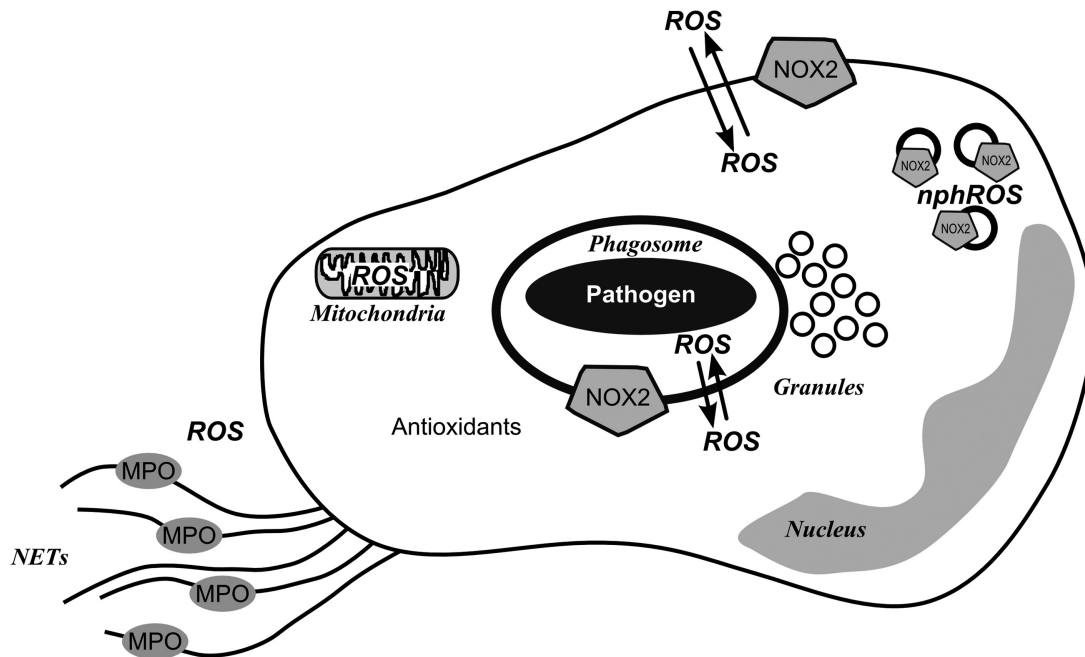 ROS
NOX2
ROS
NOX2
NOX2
nphROS
NOX2
Phagosome
ROS
Mitochondria
Pathogen
ROS
Granules
NOX2
Antioxidants
ROS
ROS
MPO
MPO
Nucleus
NETs
MPO
MPO